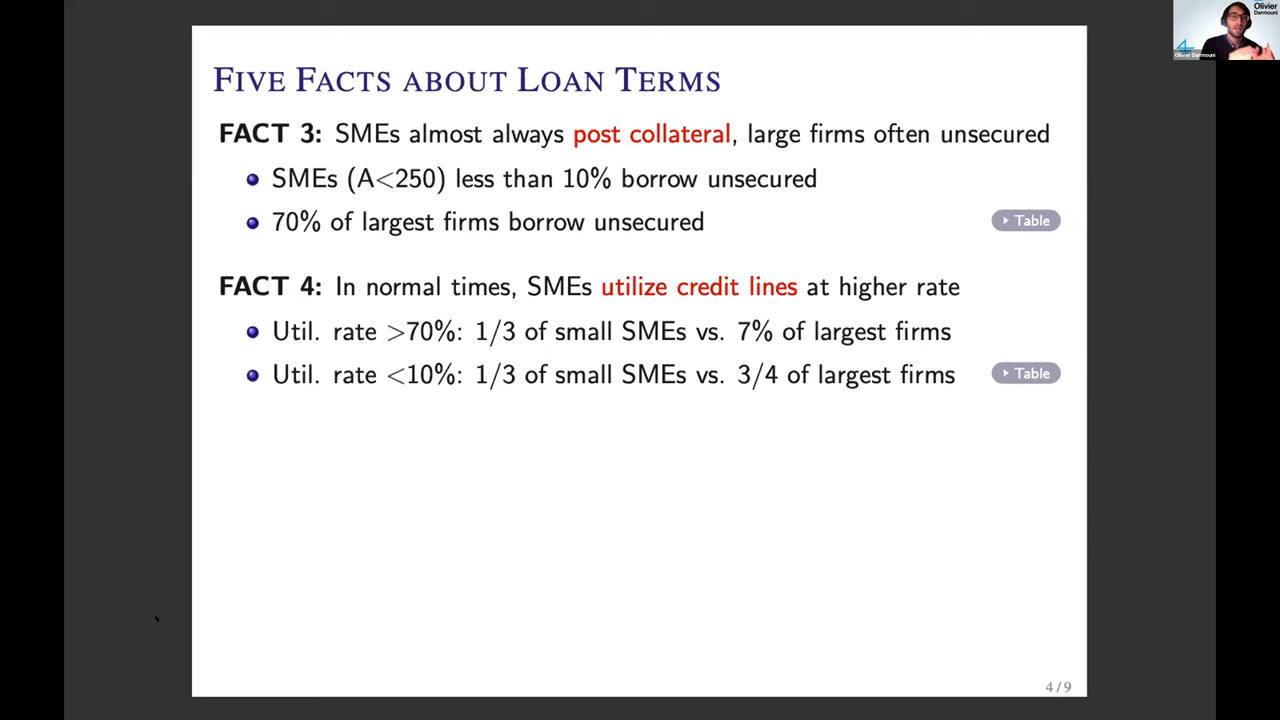 Five Facts about Loan Terms
FACT 3: SMEs almost always post collateral, large firms often unsecured
SMEs (A<250) less than 10% borrow unsecured
70% of largest firms borrow unsecured
Table
FACT 4: In normal times, SMEs utilize credit lines at higher rate
Util. rate >70%: 1/3 of small SMEs vs. 7% of largest firms
Util. rate <10%: 1/3 of small SMEs vs. 3/4 of largest firms
Table
4/9
Olivier
Darmouni
Olivier Darmouni